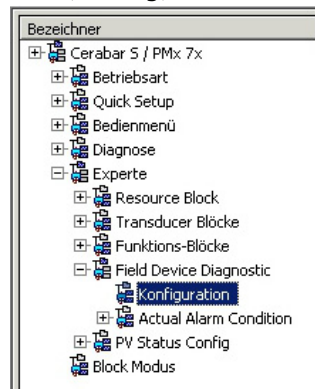 Bezeichner
Cerabar S / PMx 7x
Betriebsart
Quick Setup
Bedienmenü
Diagnose
Experte
Resource Block
Transducer Blöcke
Funktions-Blöcke
Field Device Diagnostic
Konfiguration
Actual Alarm Condition
PV Status Config
Block Modus